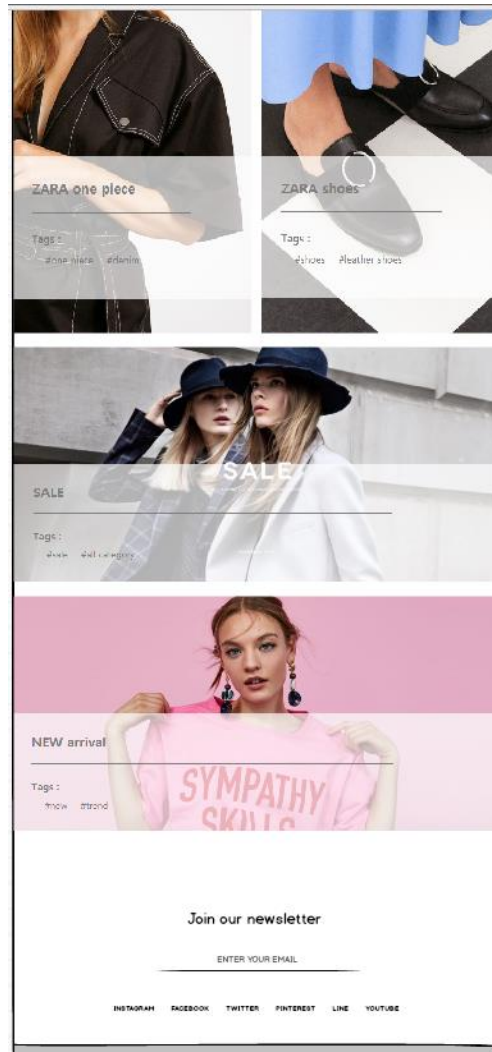 ZARA one piece
Tags :
#one piece #denim
ZARA shoes
Tags :
#shoes #leather shoes
SALE
SALE
Tags :
#sale #all category
NEW arrival
Tags :
#new #trend
SYMPATHY
SKILLS
Join our newsletter
ENTER YOUR EMAIL
INSTAGRAM FACEBOOK TWITTER PINTEREST LINE YOUTUBE